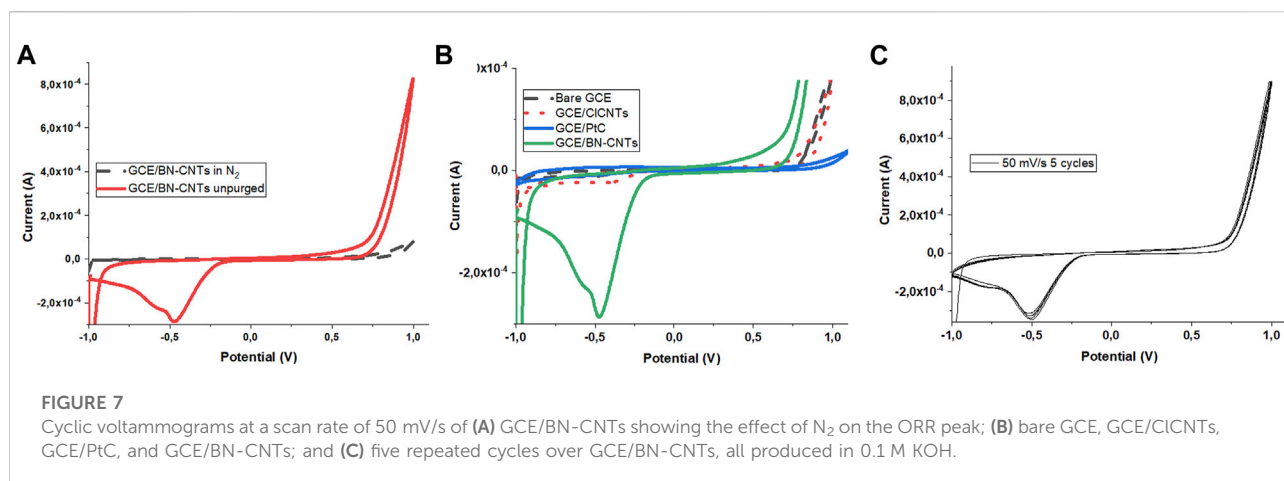 A
8,0x10⁻⁴
6,0x10⁻⁴
4,0x10⁻⁴
2,0x10⁻⁴
0,0
-2,0x10⁻⁴
Current (A)
GCE/BN-CNTs in N₂
GCE/BN-CNTs unpurged
-1,0 -0,5 0,0 0,5 1,0
Potential (V)
B
0x10⁻⁴
0,0
-2,0x10⁻⁴
Current (A)
Bare GCE
GCE/ClCNTs
GCE/PtC
GCE/BN-CNTs
-1,0 -0,5 0,0 0,5 1,0
Potential (V)
C
8,0x10⁻⁴
6,0x10⁻⁴
4,0x10⁻⁴
2,0x10⁻⁴
0,0
-2,0x10⁻⁴
Current (A)
50 mV/s 5 cycles
-1,0 -0,5 0,0 0,5 1,0
Potential (V)
FIGURE 7
Cyclic voltammograms at a scan rate of 50 mV/s of (A) GCE/BN-CNTs showing the effect of N₂ on the ORR peak; (B) bare GCE, GCE/ClCNTs,
GCE/PtC, and GCE/BN-CNTs; and (C) five repeated cycles over GCE/BN-CNTs, all produced in 0.1 M KOH.